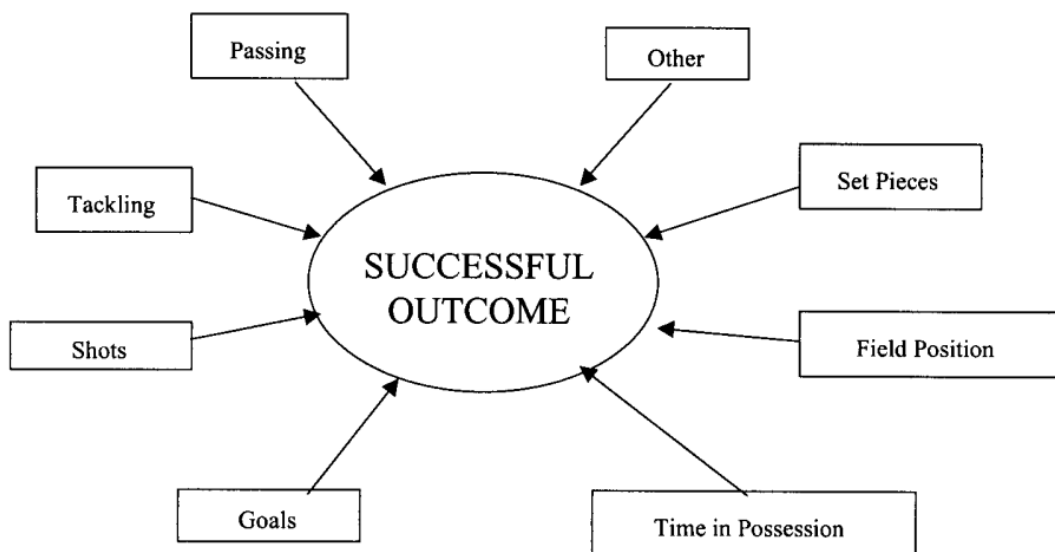 Passing
Other
Tackling
Set Pieces
SUCCESSFUL
OUTCOME
Shots
Field Position
Goals
Time in Possession